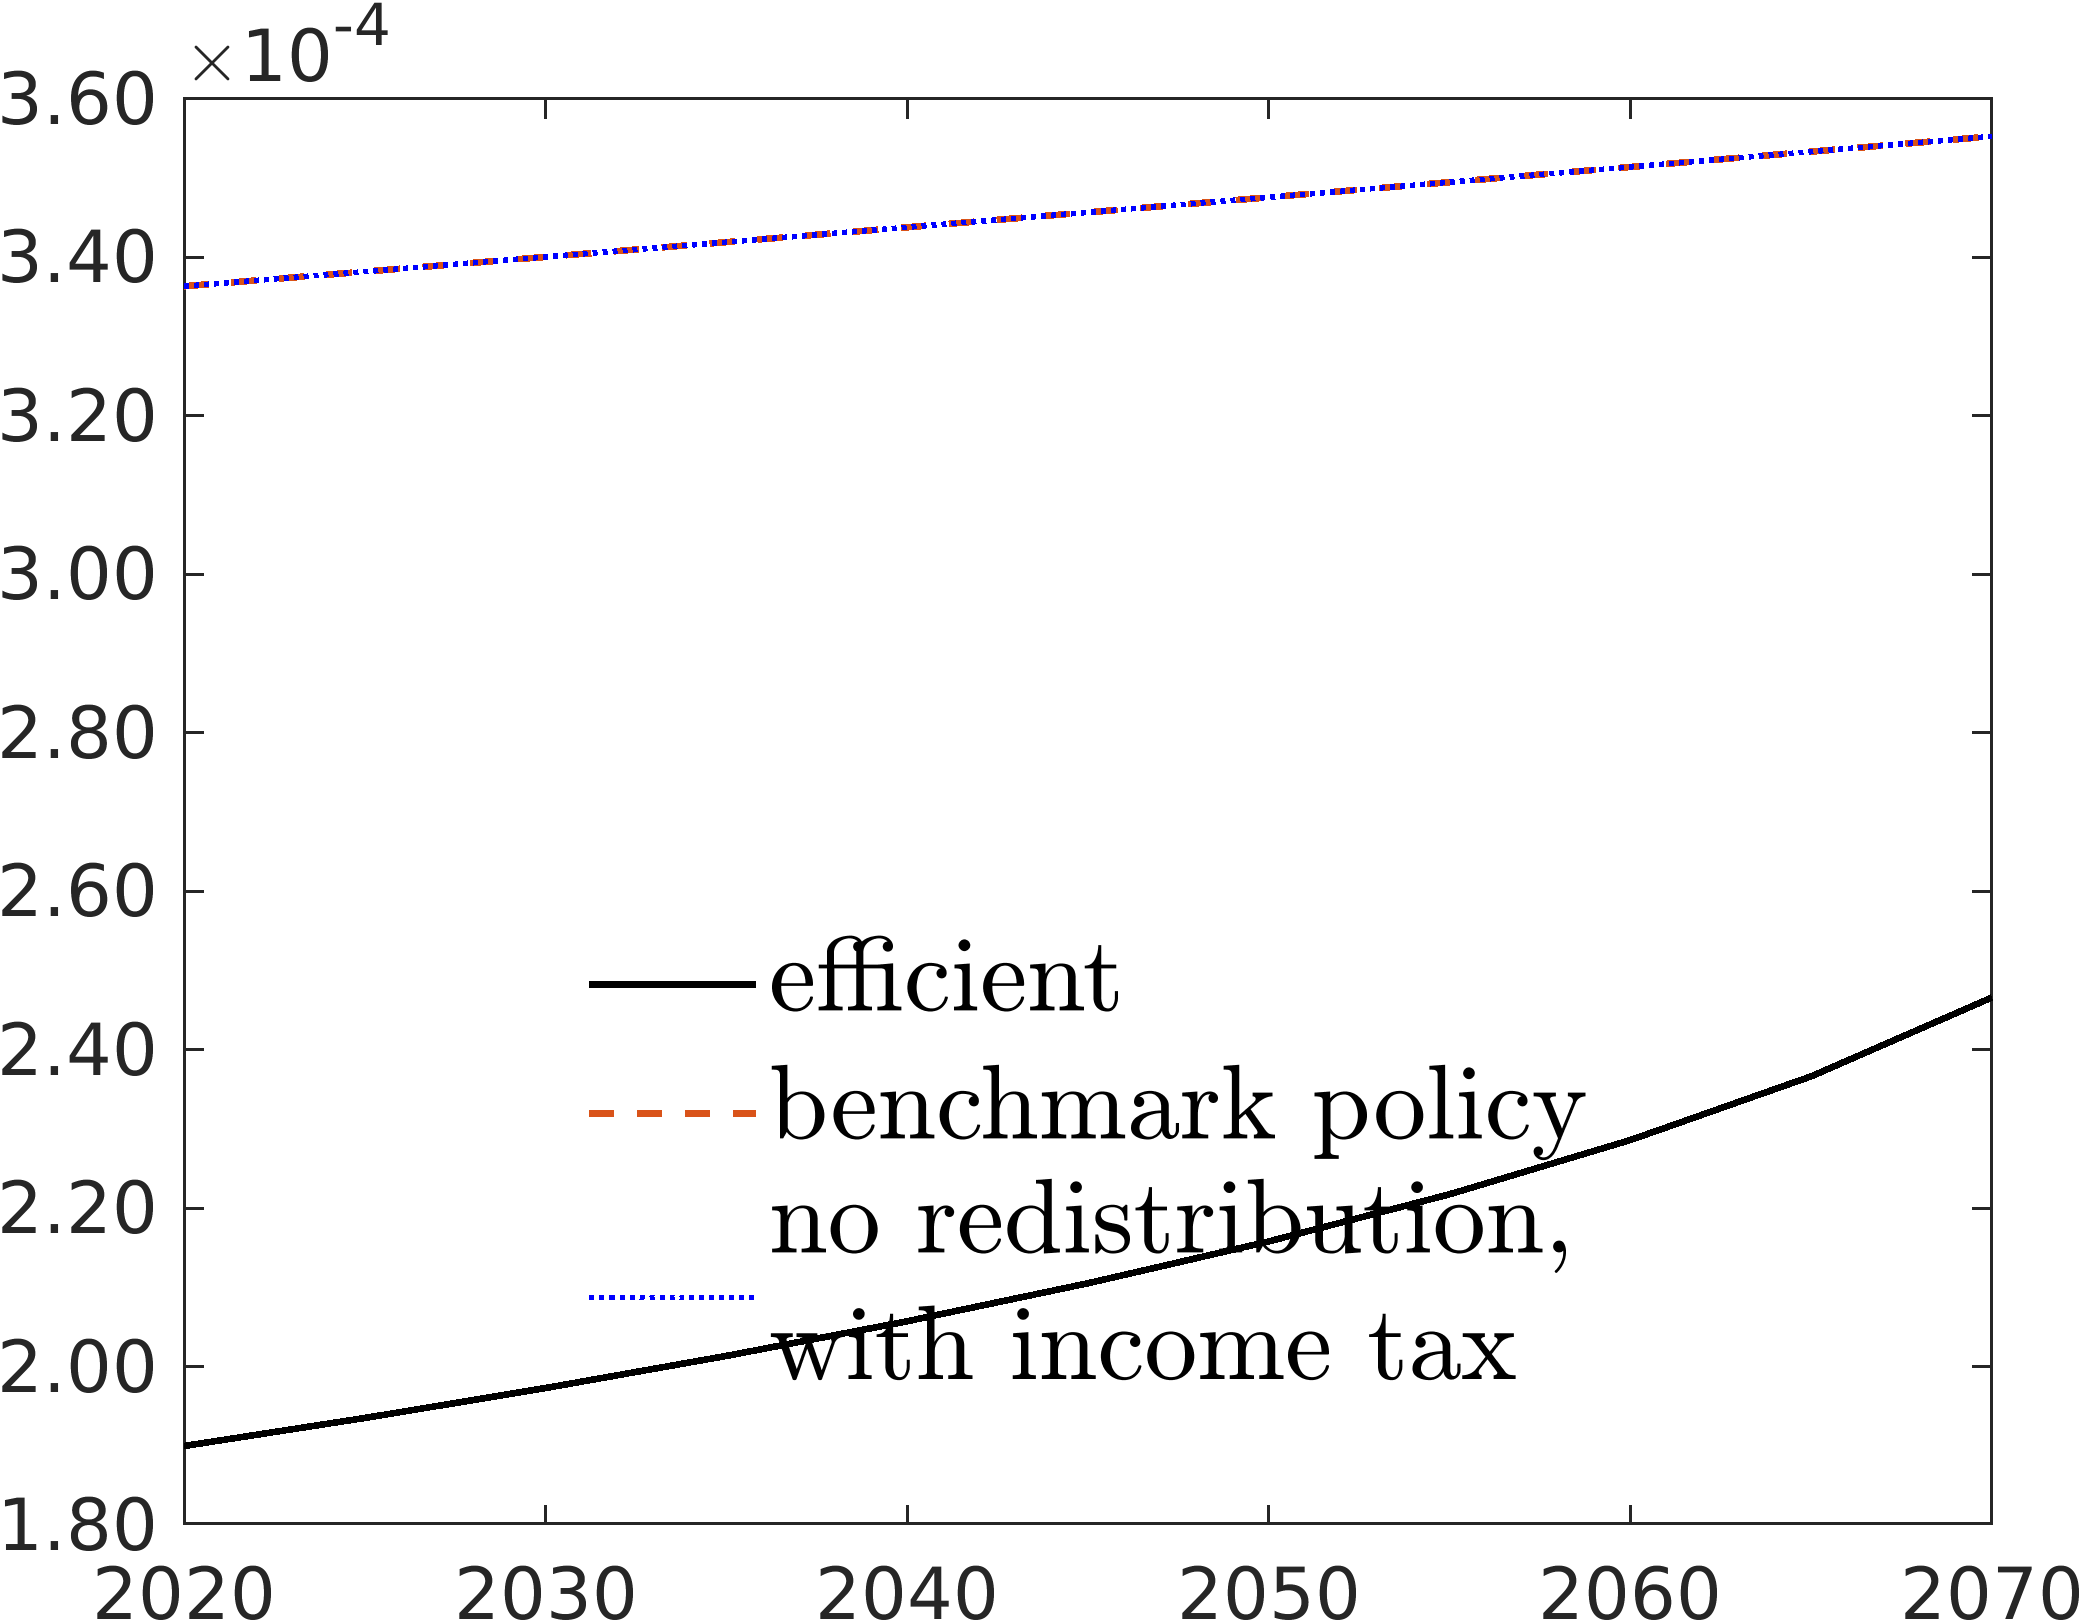 ×10-4
3.60
3.40
3.20
3.00
2.80
2.60
2.40
2.20
2.00
1.80
efficient
benchmark policy
no redistribution,
with income tax
2020 2030 2040 2050 2060 2070